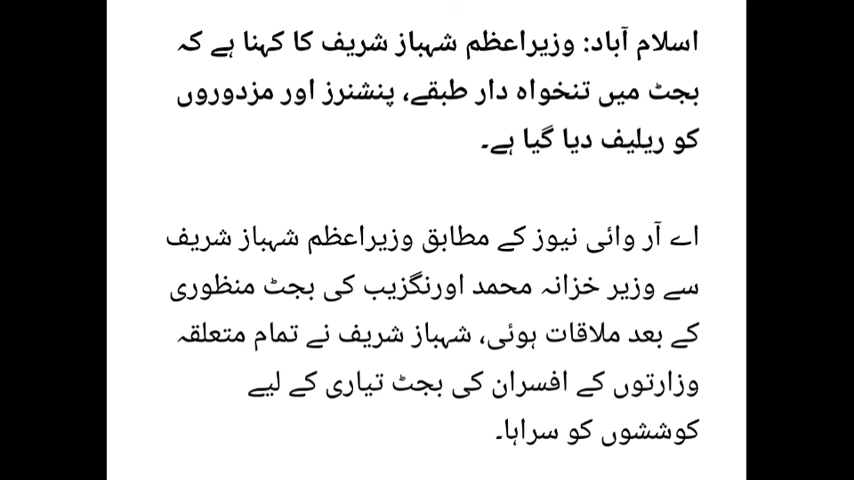 اسلام آباد: وزیراعظم شہباز شریف کا کہنا ہے کہ
بجٹ میں تنخواہ دار طبقے، پنشنرز اور مزدوروں
کو ریلیف دیا گیا ہے۔
اے آر وائی نیوز کے مطابق وزیراعظم شہباز شریف
سے وزیر خزانہ محمد اورنگزیب کی بجٹ منظوری
کے بعد ملاقات ہوئی، شہباز شریف نے تمام متعلقہ
وزارتوں کے افسران کی بجٹ تیاری کے لیے
کوششوں کو سراہا۔